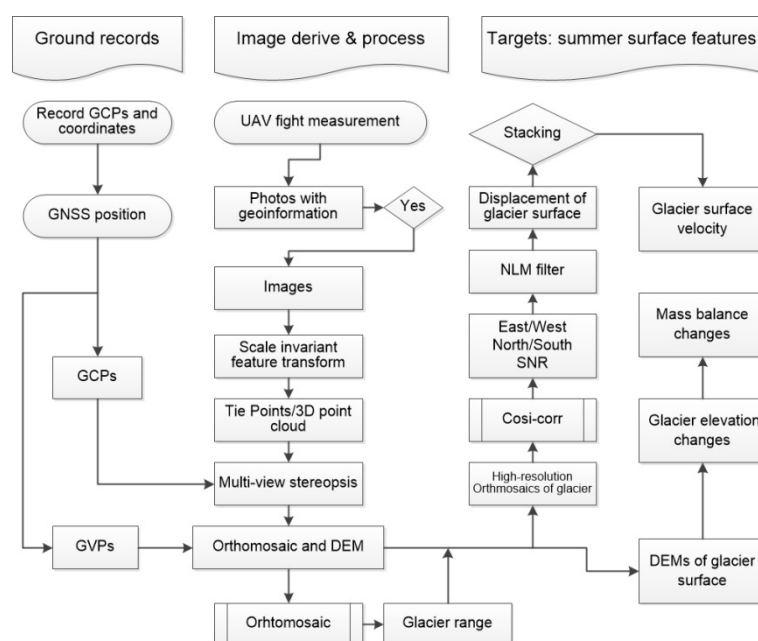 Ground records
Image derive & process
Targets: summer surface features
Record GCPs and
coordinates
GNSS position
GCPs
GVPs
UAV fight measurement
Photos with
geoinformation
Yes
Images
Scale invariant
feature transform
Tie Points/3D point
cloud
Multi-view stereopsis
Orthomosaic and DEM
Orhtomosaic
Glacier range
Stacking
Displacement of
glacier surface
NLM filter
East/West
North/South
SNR
Cosi-corr
High-resolution
Orthmosaics of glacier
Glacier surface
velocity
Mass balance
changes
Glacier elevation
changes
DEMs of glacier
surface